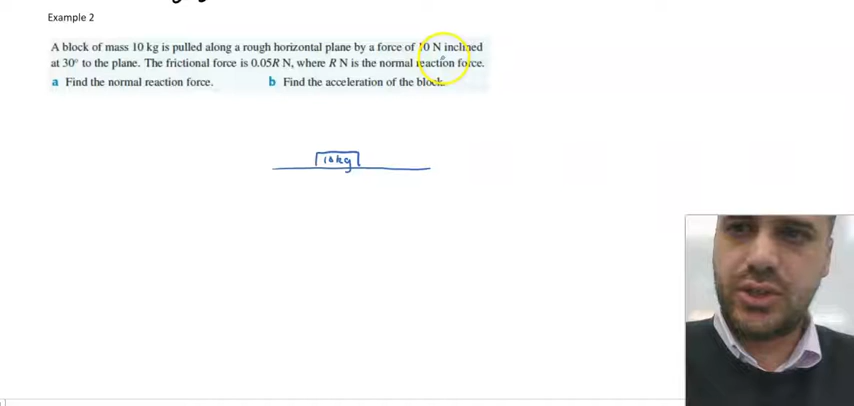 Example 2
A block of mass 10 kg is pulled along a rough horizontal plane by a force of 10 N inclined
at 30° to the plane. The frictional force is 0.05R N, where R N is the normal reaction force.
a Find the normal reaction force. b Find the acceleration of the block.
10kg